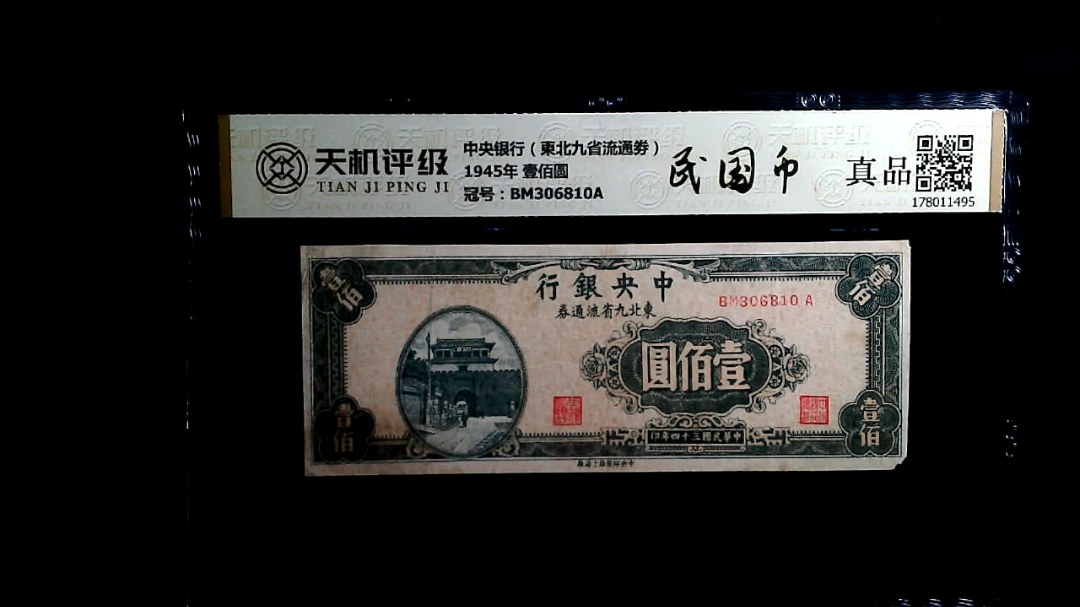 天机评级
TIAN JI PING JI
中央银行（東北九省流通券）
1945年 壹佰圆
冠号：BM306810A
民国币
真品
178011495
壹佰
行銀央中
券通流省九北東
BM306810 A
壹佰
圓佰壹
壹佰
印年四十三國民華中
壹佰